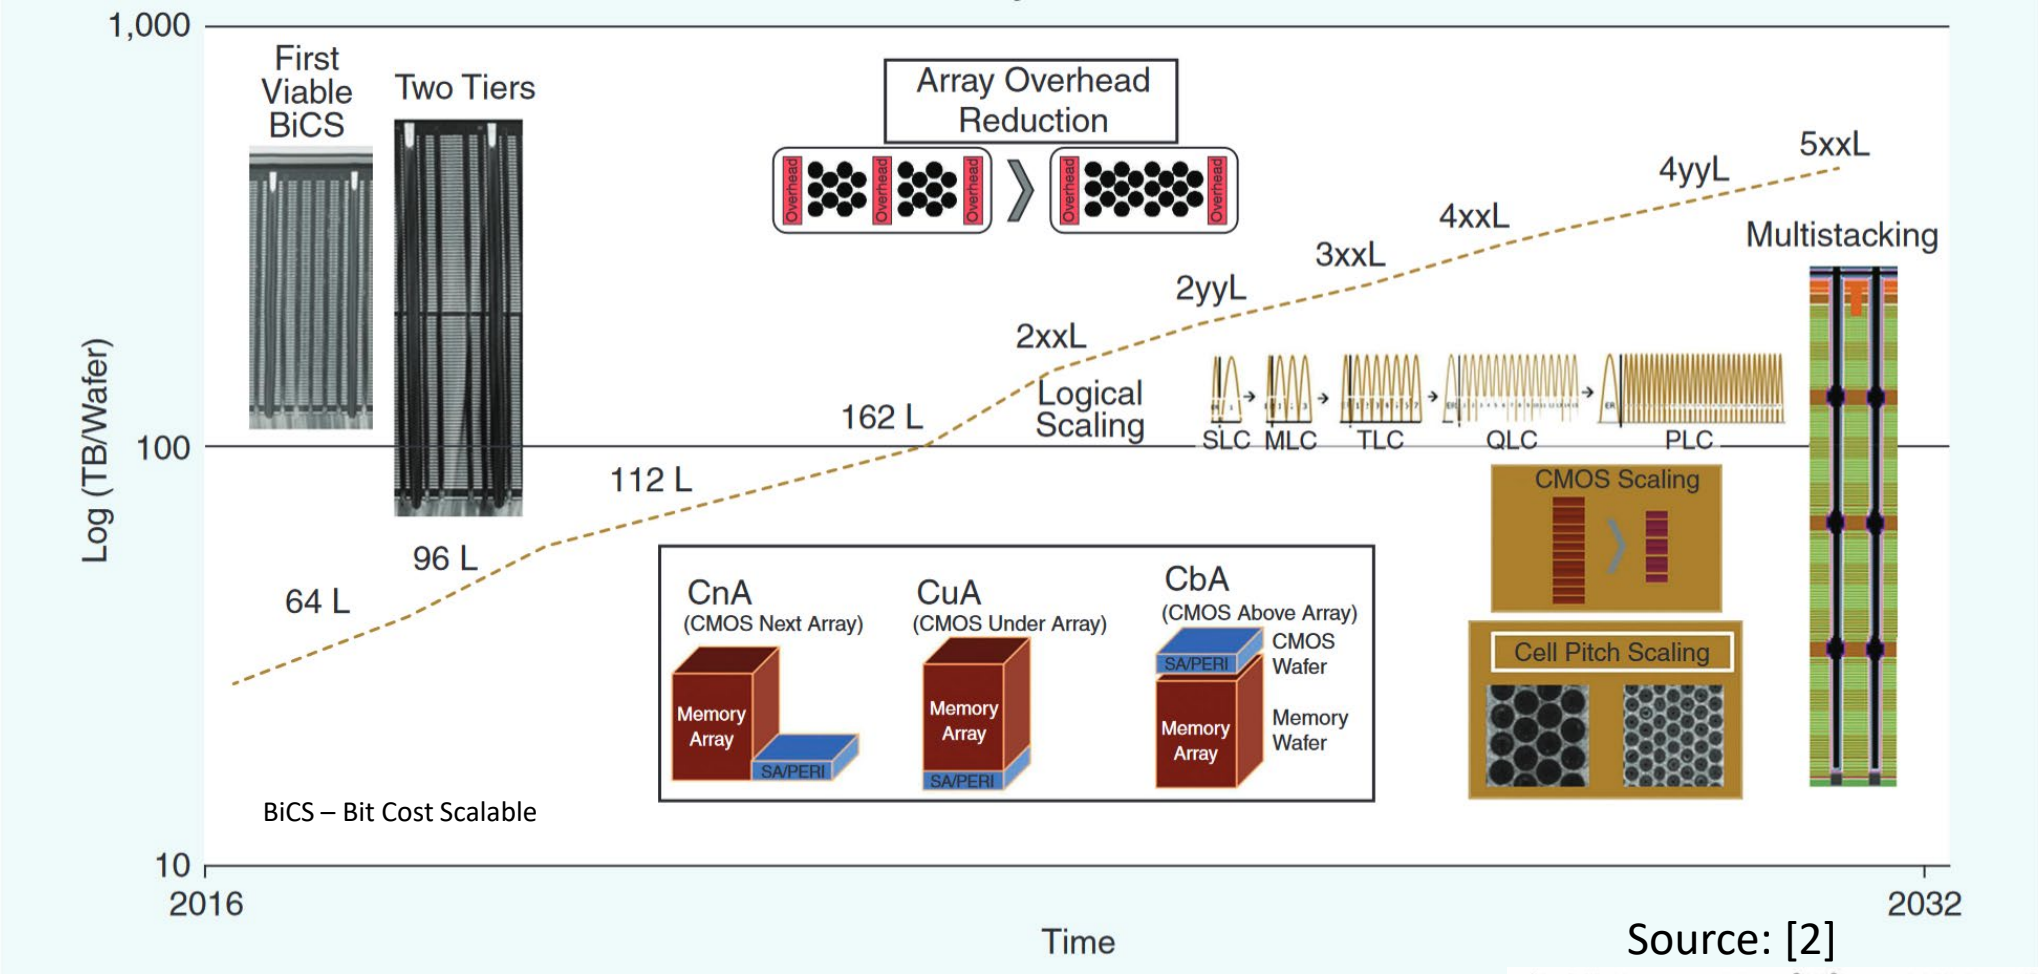 1,000
First
Viable
BiCS
Two Tiers
Array Overhead
Reduction
Overhead
Overhead
Overhead
Overhead
Overhead
5xxL
4yyL
4xxL
3xxL
2yyL
2xxL
162 L
112 L
96 L
64 L
Multistacking
Logical
Scaling
SLC
MLC
TLC
QLC
PLC
ER
Log (TB/Wafer)
100
CMOS Scaling
Cell Pitch Scaling
CnA
(CMOS Next Array)
Memory
Array
SA/PERI
CuA
(CMOS Under Array)
Memory
Array
SA/PERI
CbA
(CMOS Above Array)
CMOS
Wafer
SA/PERI
Memory
Array
Memory
Wafer
BiCS – Bit Cost Scalable
10
2016
2032
Time
Source: [2]